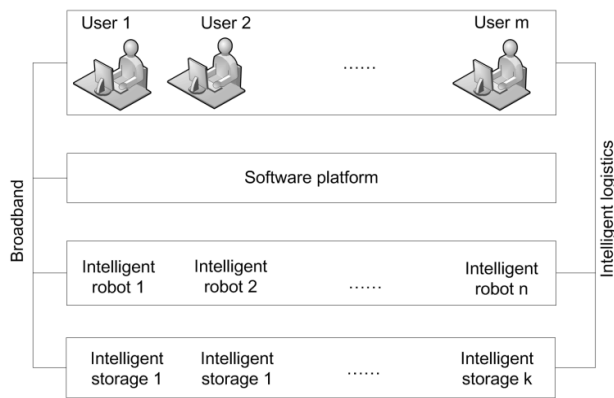 User 1
User 2
User m
......
Software platform
Broadband
Intelligent logistics
Intelligent robot 1
Intelligent robot 2
......
Intelligent robot n
Intelligent storage 1
Intelligent storage 1
......
Intelligent storage k